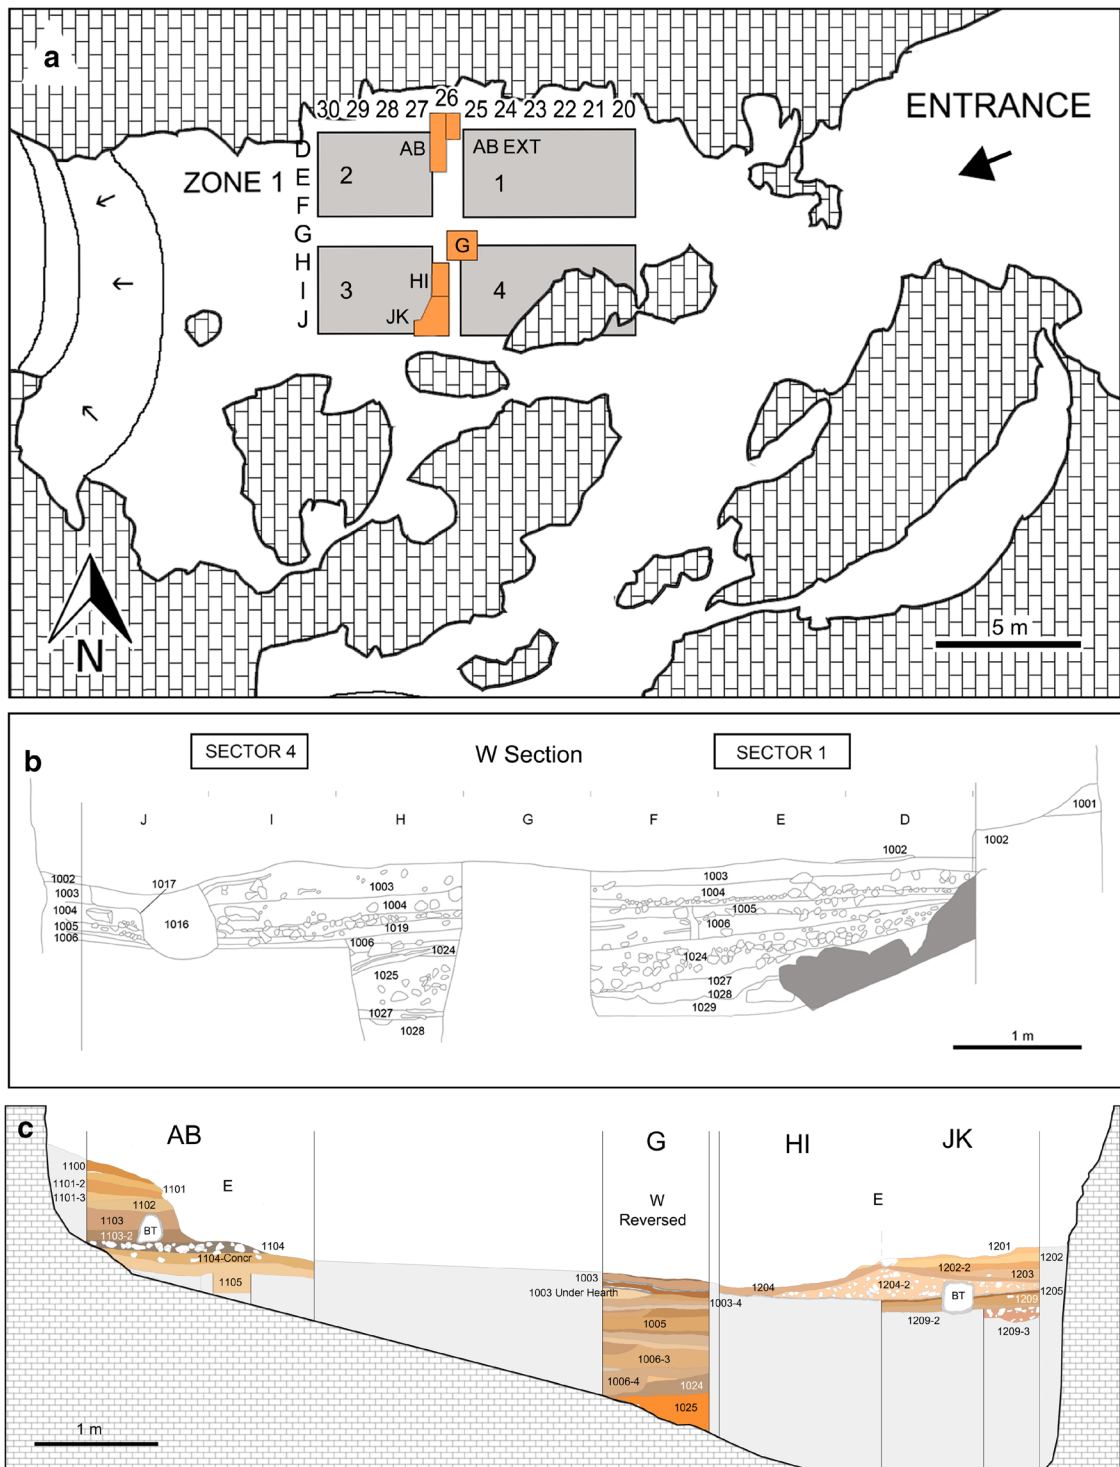 a
ENTRANCE
30 29 28 27 26 25 24 23 22 21 20
D
E
F
G
H
I
J
ZONE 1
AB
AB EXT
2
1
G
HI
3
4
JK
N
5 m
b
SECTOR 4
W Section
SECTOR 1
J
I
H
G
F
E
D
1001
1002
1002
1002
1003
1004
1005
1006
1017
1016
1003
1004
1019
1006
1024
1025
1027
1028
1003
1004
1005
1006
1024
1027
1028
1029
1 m
c
AB
G
HI
JK
E
W
Reversed
E
1100
1101-2
1101-3
1101
1102
1103
1103-2
BT
1104
1104-Concr
1105
1003
1003 Under Hearth
1003-4
1005
1006-3
1006-4
1024
1025
1204
1201
1202
1202-2
1203
1204-2
1205
BT
1209
1209-2
1209-3
1 m